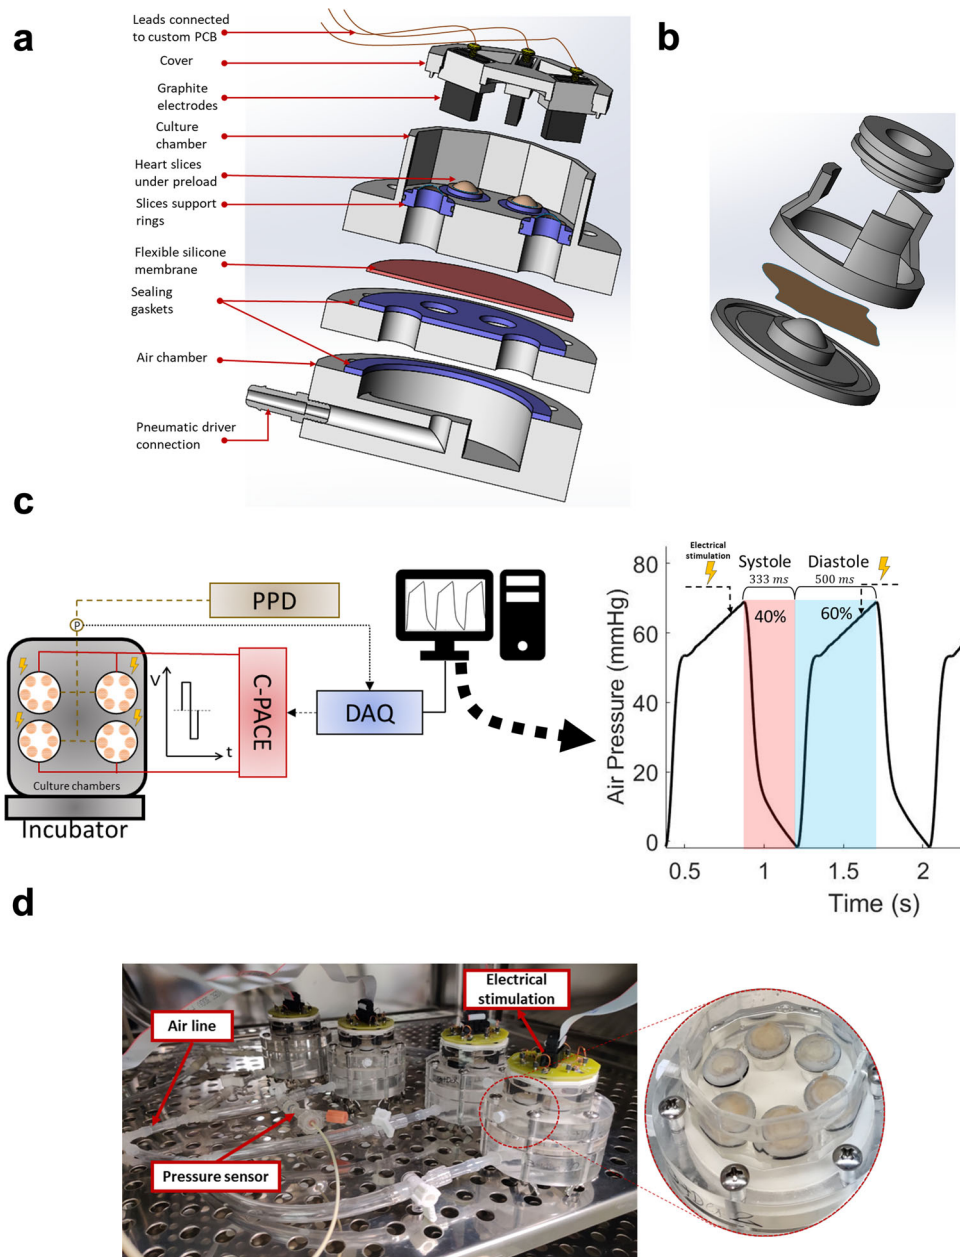 a
Leads connected
to custom PCB
Cover
Graphite
electrodes
Culture
chamber
Heart slices
under preload
Slices support
rings
Flexible silicone
membrane
Sealing
gaskets
Air chamber
Pneumatic driver
connection
b
c
PPD
P
V
t
C-PACE
DAQ
Culture chambers
Incubator
Electrical
stimulation
Systole
333 ms
40%
Diastole
500 ms
60%
Air Pressure (mmHg)
80
60
40
20
0
0.5
1
1.5
2
Time (s)
d
Air line
Electrical
stimulation
Pressure sensor